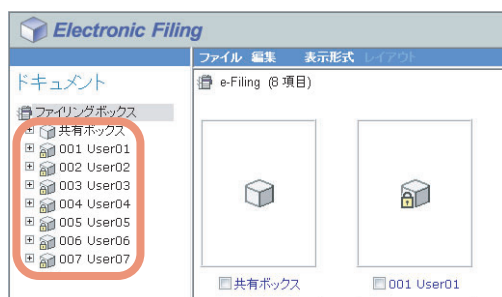 Electronic Filing
ファイル 編集 表示形式 レイアウト
ドキュメント
ファイリングボックス
共有ボックス
001 User01
002 User02
003 User03
004 User04
005 User05
006 User06
007 User07
e-Filing (8 項目)
共有ボックス
001 User01